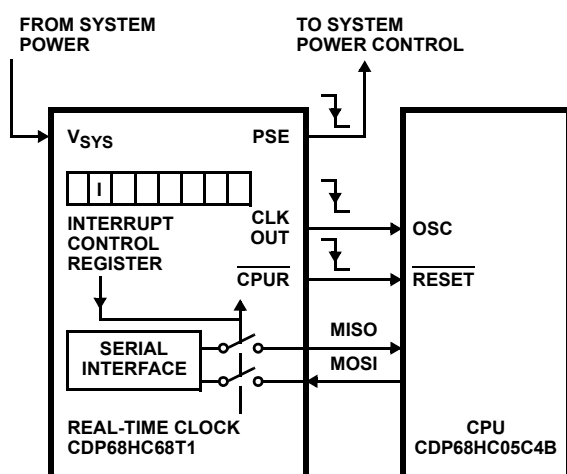 FROM SYSTEM
POWER
TO SYSTEM
POWER CONTROL
VSYS
PSE
I
INTERRUPT
CONTROL
REGISTER
CLK
OUT
CPUR
OSC
RESET
SERIAL
INTERFACE
MISO
MOSI
REAL-TIME CLOCK
CDP68HC68T1
CPU
CDP68HC05C4B